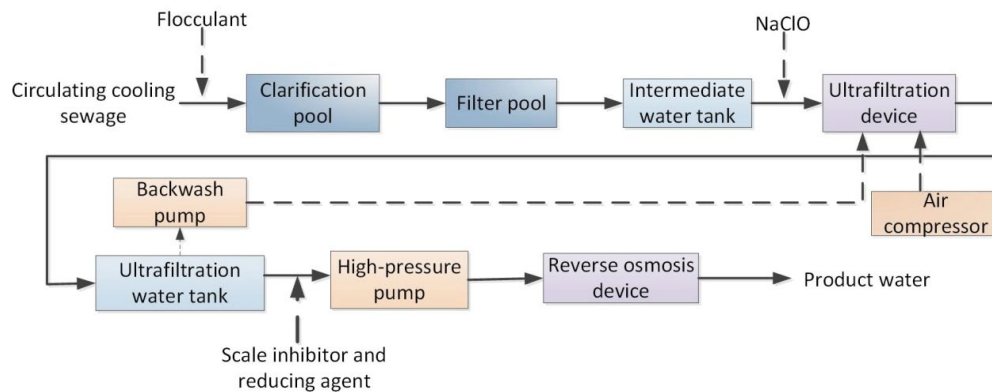 Flocculant
NaClO
Circulating cooling
sewage
Clarification
pool
Filter pool
Intermediate
water tank
Ultrafiltration
device
Backwash
pump
Air
compressor
Ultrafiltration
water tank
High-pressure
pump
Reverse osmosis
device
Product water
Scale inhibitor and
reducing agent